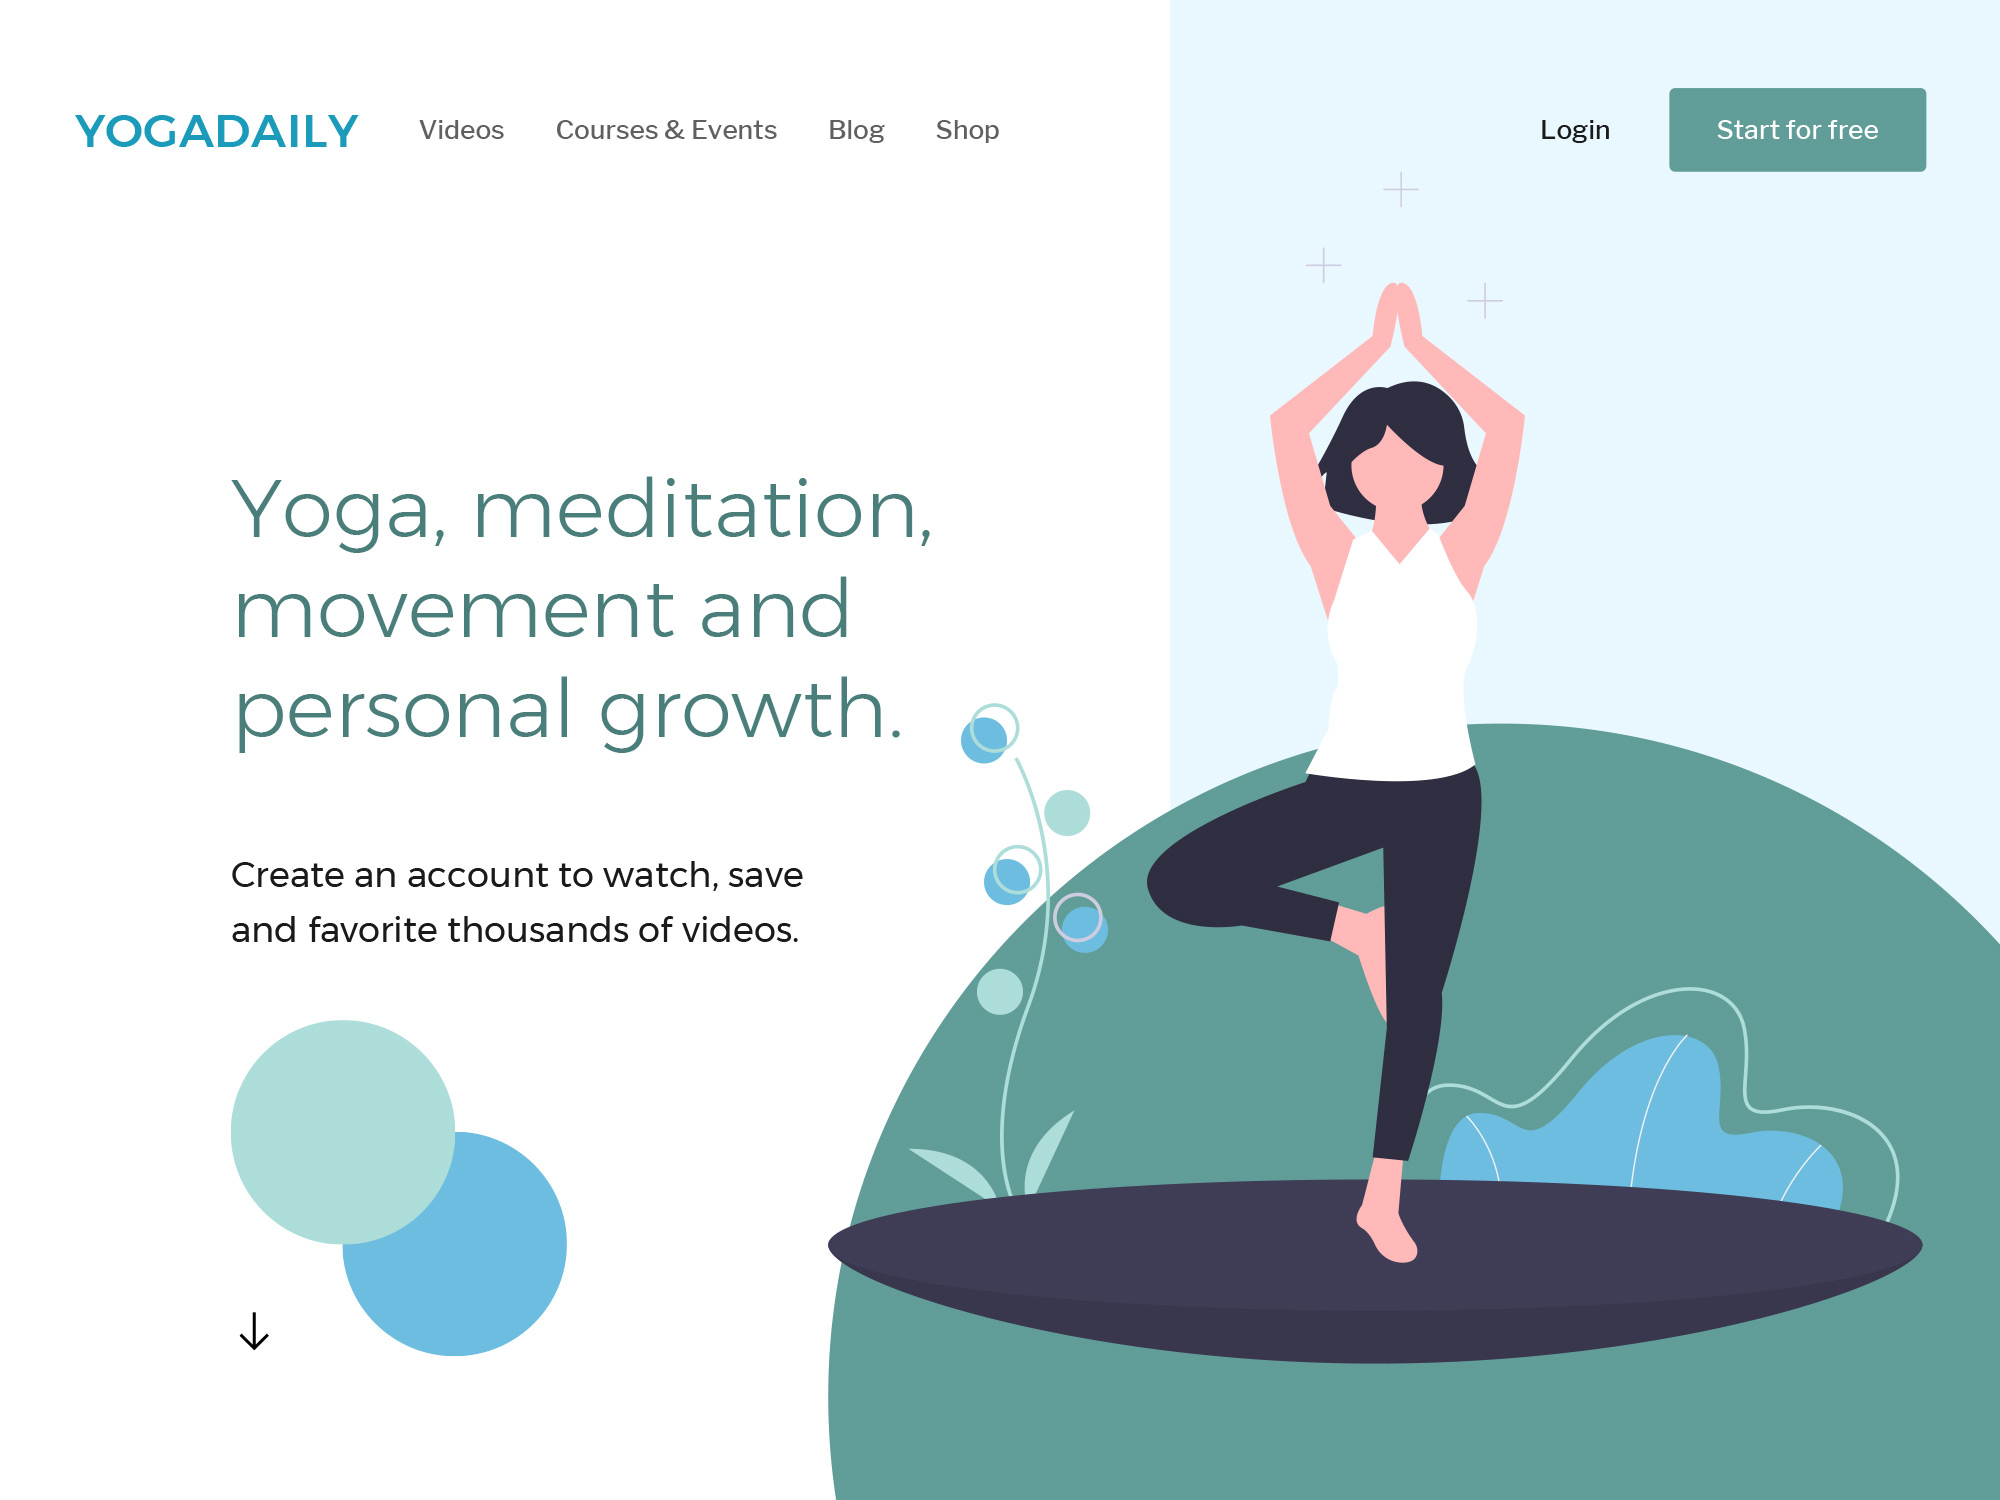 YOGADAILY Videos Courses & Events Blog Shop Login Start for free
Yoga, meditation,
movement and
personal growth.
Create an account to watch, save
and favorite thousands of videos.